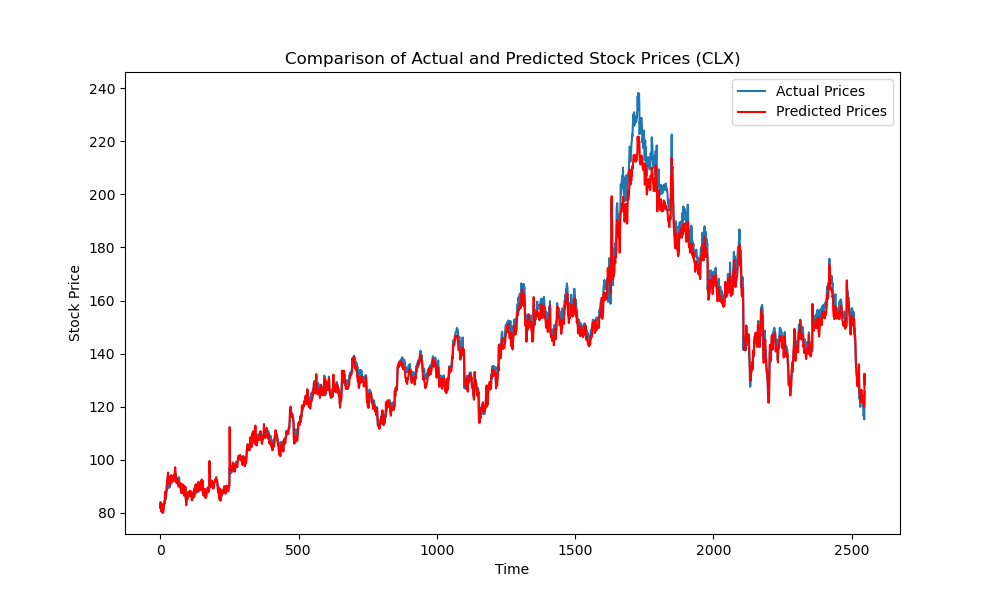 Comparison of Actual and Predicted Stock Prices (CLX)
Actual Prices
Predicted Prices
240
220
200
180
160
140
120
100
80
Stock Price
0 500 1000 1500 2000 2500
Time